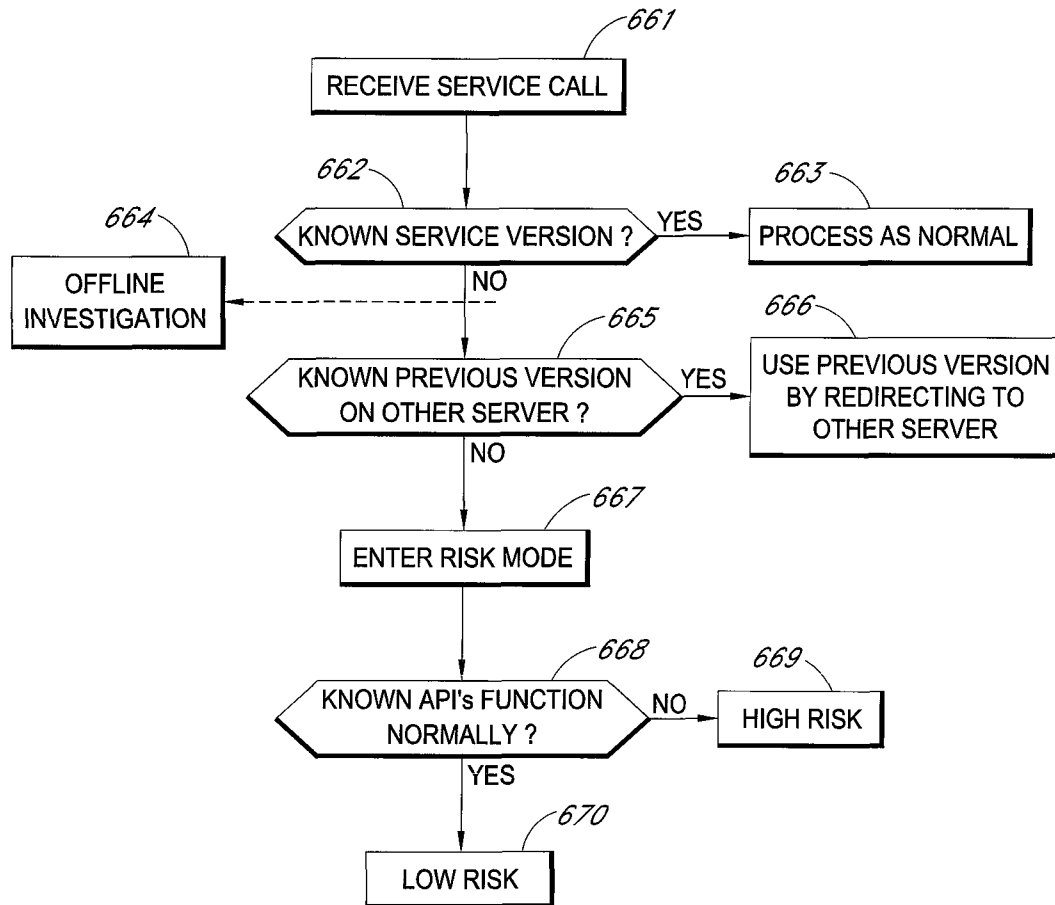 661
RECEIVE SERVICE CALL
662
KNOWN SERVICE VERSION ?
YES
663
PROCESS AS NORMAL
NO
664
OFFLINE
INVESTIGATION
665
KNOWN PREVIOUS VERSION
ON OTHER SERVER ?
YES
666
USE PREVIOUS VERSION
BY REDIRECTING TO
OTHER SERVER
NO
667
ENTER RISK MODE
668
KNOWN API's FUNCTION
NORMALLY ?
NO
669
HIGH RISK
YES
670
LOW RISK